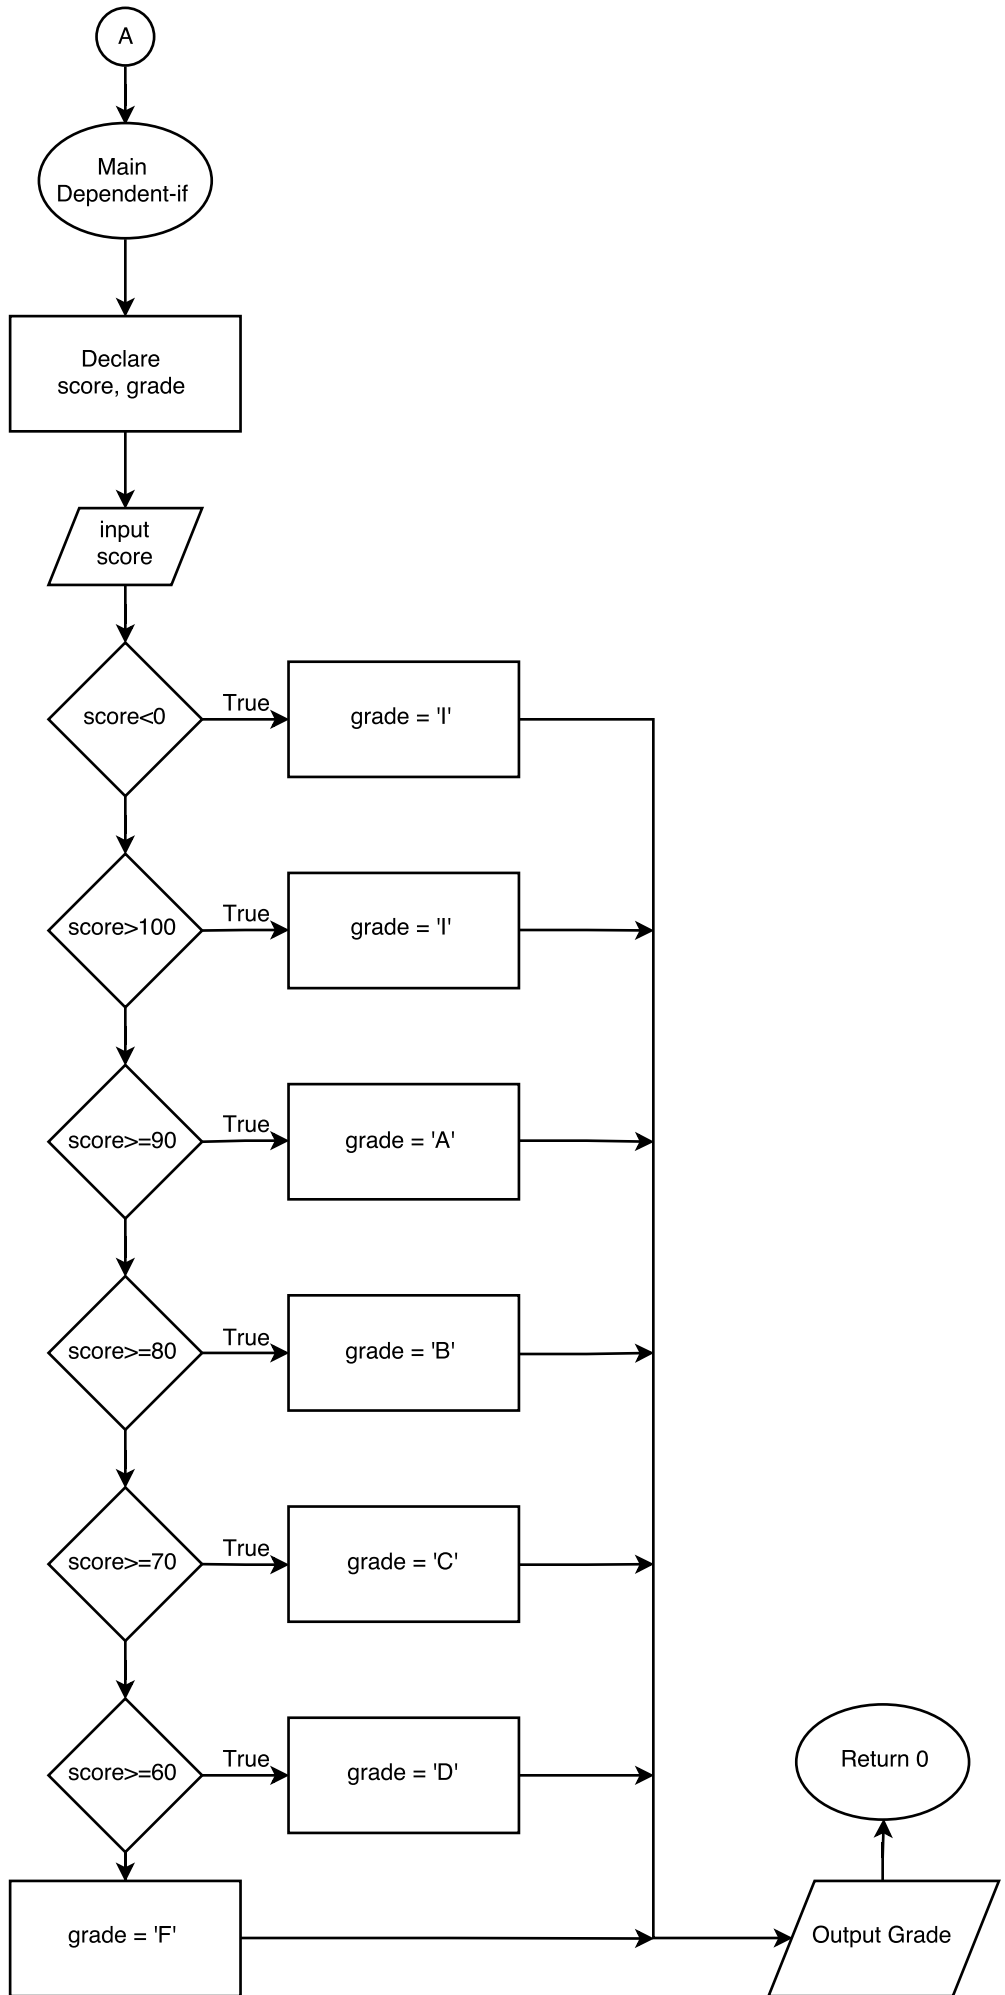 A
Main
Dependent-if
Declare
score, grade
input
score
score<0
True
grade = 'I'
score>100
True
grade = 'I'
score>=90
True
grade = 'A'
score>=80
True
grade = 'B'
score>=70
True
grade = 'C'
score>=60
True
grade = 'D'
Return 0
grade = 'F'
Output Grade